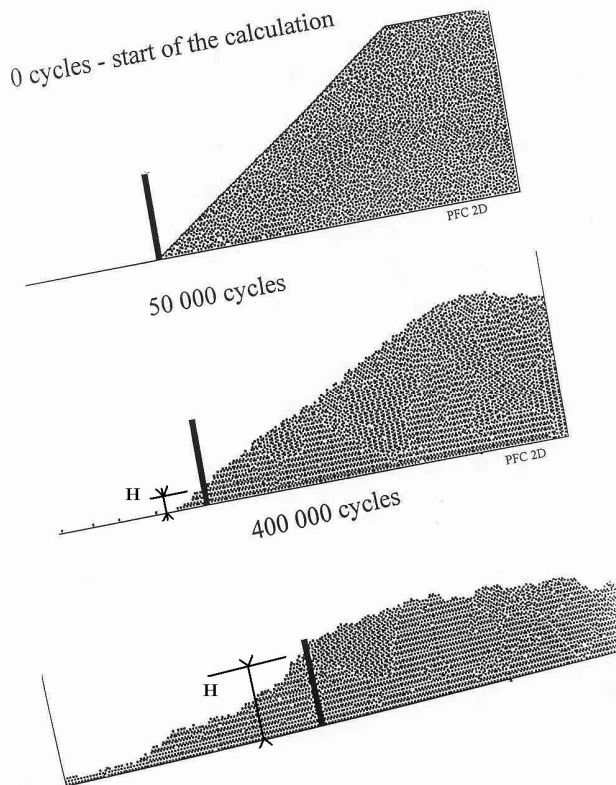 0 cycles - start of the calculation
PFC 2D
50 000 cycles
PFC 2D
H
400 000 cycles
H